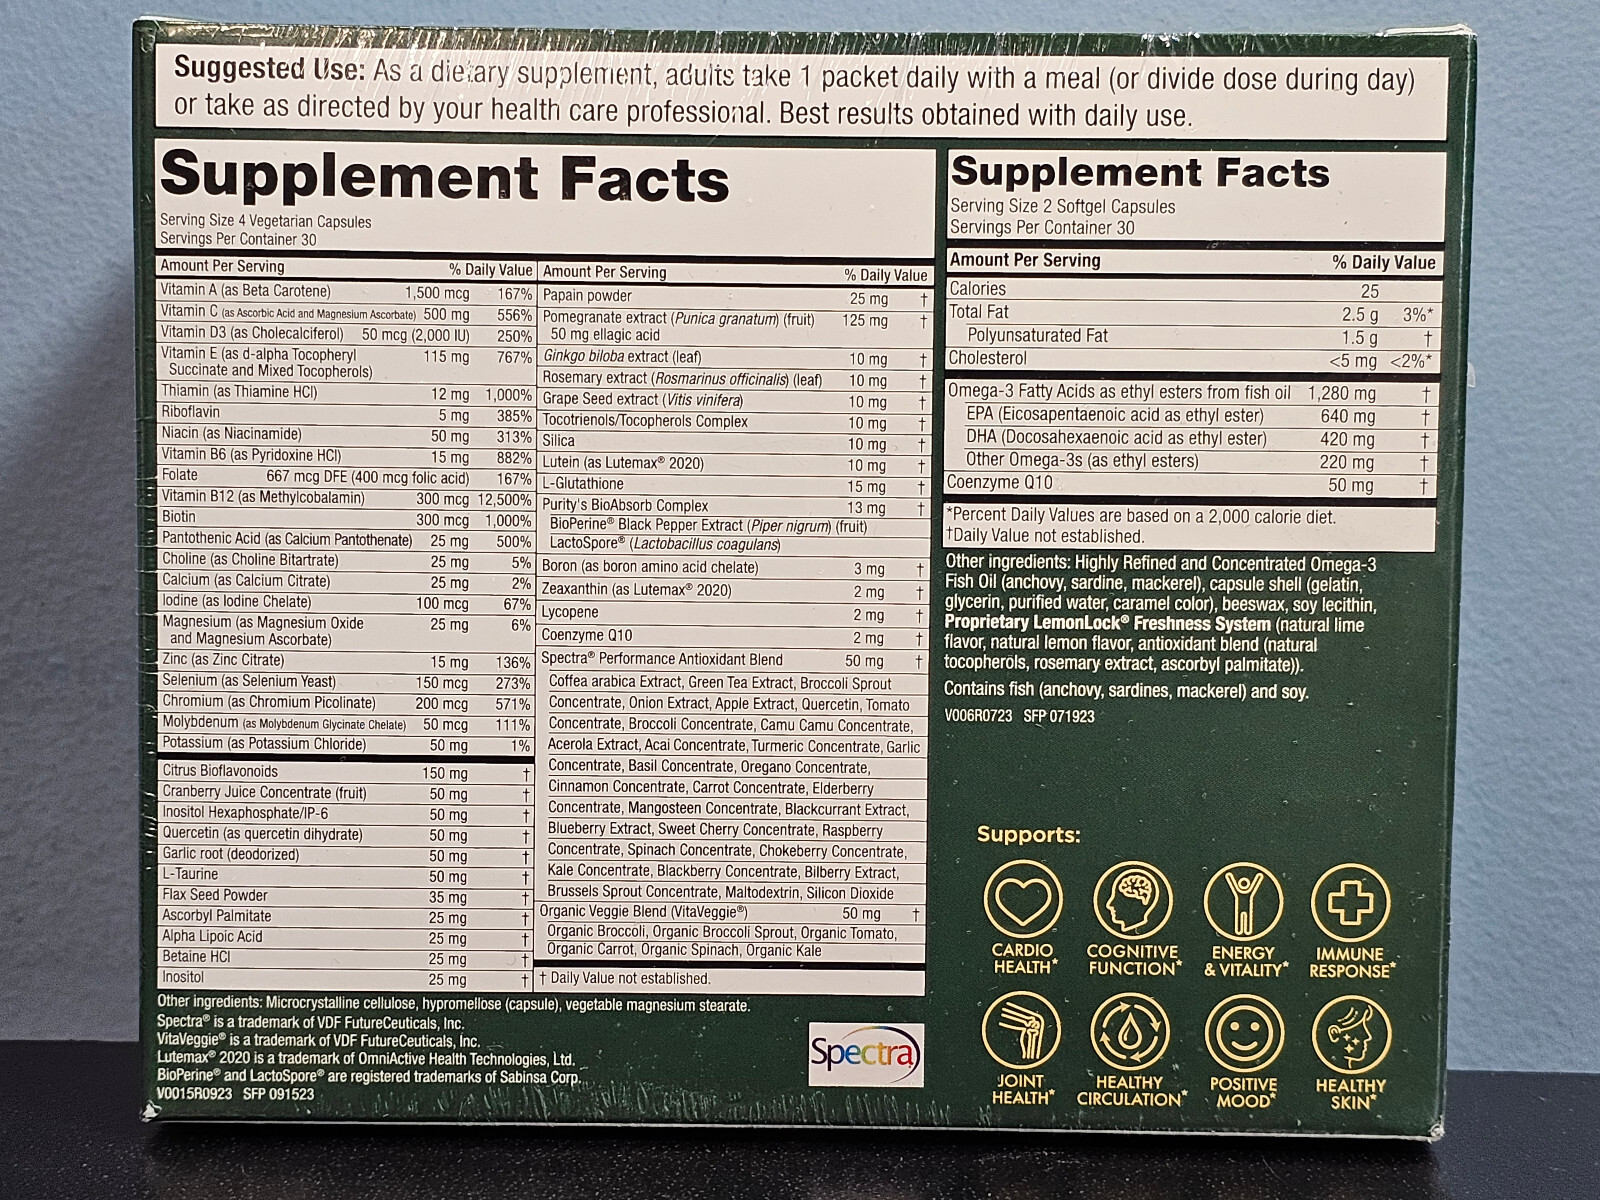 Suggested Use: As a dietary supplement, adults take 1 packet daily with a meal (or divide dose during day)
or take as directed by your health care professional. Best results obtained with daily use.
Supplement Facts
Serving Size 4 Vegetarian Capsules
Servings Per Container 30
Amount Per Serving % Daily Value
Vitamin A (as Beta Carotene) 1,500 mcg 167%
Vitamin C (as Ascorbic Acid and Magnesium Ascorbate) 500 mg 556%
Vitamin D3 (as Cholecalciferol) 50 mcg (2,000 IU) 250%
Vitamin E (as d-alpha Tocopheryl 115 mg 767%
Succinate and Mixed Tocopherols)
Thiamin (as Thiamine HCl) 12 mg 1,000%
Riboflavin 5 mg 385%
Niacin (as Niacinamide) 50 mg 313%
Vitamin B6 (as Pyridoxine HCl) 15 mg 882%
Folate 667 mcg DFE (400 mcg folic acid) 167%
Vitamin B12 (as Methylcobalamin) 300 mcg 12,500%
Biotin 300 mcg 1,000%
Pantothenic Acid (as Calcium Pantothenate) 25 mg 500%
Choline (as Choline Bitartrate) 25 mg 5%
Calcium (as Calcium Citrate) 25 mg 2%
Iodine (as Iodine Chelate) 100 mcg 67%
Magnesium (as Magnesium Oxide 25 mg 6%
and Magnesium Ascorbate)
Zinc (as Zinc Citrate) 15 mg 136%
Selenium (as Selenium Yeast) 150 mcg 273%
Chromium (as Chromium Picolinate) 200 mcg 571%
Molybdenum (as Molybdenum Glycinate Chelate) 50 mcg 111%
Potassium (as Potassium Chloride) 50 mg 1%
Citrus Bioflavonoids 150 mg †
Cranberry Juice Concentrate (fruit) 50 mg †
Inositol Hexaphosphate/IP-6 50 mg †
Quercetin (as quercetin dihydrate) 50 mg †
Garlic root (deodorized) 50 mg †
L-Taurine 50 mg †
Flax Seed Powder 35 mg †
Ascorbyl Palmitate 25 mg †
Alpha Lipoic Acid 25 mg †
Betaine HCl 25 mg †
Inositol 25 mg †
Amount Per Serving % Daily Value
Papain powder 25 mg †
Pomegranate extract (Punica granatum) (fruit) 125 mg †
50 mg ellagic acid
Ginkgo biloba extract (leaf) 10 mg †
Rosemary extract (Rosmarinus officinalis) (leaf) 10 mg †
Grape Seed extract (Vitis vinifera) 10 mg †
Tocotrienols/Tocopherols Complex 10 mg †
Silica 10 mg †
Lutein (as Lutemax® 2020) 10 mg †
L-Glutathione 15 mg †
Purity's BioAbsorb Complex 13 mg †
BioPerine® Black Pepper Extract (Piper nigrum) (fruit)
LactoSpore® (Lactobacillus coagulans)
Boron (as boron amino acid chelate) 3 mg †
Zeaxanthin (as Lutemax® 2020) 2 mg †
Lycopene 2 mg †
Coenzyme Q10 2 mg †
Spectra® Performance Antioxidant Blend 50 mg †
Coffea arabica Extract, Green Tea Extract, Broccoli Sprout
Concentrate, Onion Extract, Apple Extract, Quercetin, Tomato
Concentrate, Broccoli Concentrate, Camu Camu Concentrate,
Acerola Extract, Acai Concentrate, Turmeric Concentrate, Garlic
Concentrate, Basil Concentrate, Oregano Concentrate,
Cinnamon Concentrate, Carrot Concentrate, Elderberry
Concentrate, Mangosteen Concentrate, Blackcurrant Extract,
Blueberry Extract, Sweet Cherry Concentrate, Raspberry
Concentrate, Spinach Concentrate, Chokeberry Concentrate,
Kale Concentrate, Blackberry Concentrate, Bilberry Extract,
Brussels Sprout Concentrate, Maltodextrin, Silicon Dioxide
Organic Veggie Blend (VitaVeggie®) 50 mg †
Organic Broccoli, Organic Broccoli Sprout, Organic Tomato,
Organic Carrot, Organic Spinach, Organic Kale
† Daily Value not established.
Other ingredients: Microcrystalline cellulose, hypromellose (capsule), vegetable magnesium stearate.
Spectra® is a trademark of VDF FutureCeuticals, Inc.
VitaVeggie® is a trademark of VDF FutureCeuticals, Inc.
Lutemax® 2020 is a trademark of OmniActive Health Technologies, Ltd.
BioPerine® and LactoSpore® are registered trademarks of Sabinsa Corp.
V0015R0923 SFP 091523
Spectra
Supplement Facts
Serving Size 2 Softgel Capsules
Servings Per Container 30
Amount Per Serving % Daily Value
Calories 25
Total Fat 2.5 g 3%*
Polyunsaturated Fat 1.5 g †
Cholesterol <5 mg <2%*
Omega-3 Fatty Acids as ethyl esters from fish oil 1,280 mg †
EPA (Eicosapentaenoic acid as ethyl ester) 640 mg †
DHA (Docosahexaenoic acid as ethyl ester) 420 mg †
Other Omega-3s (as ethyl esters) 220 mg †
Coenzyme Q10 50 mg †
*Percent Daily Values are based on a 2,000 calorie diet.
†Daily Value not established.
Other ingredients: Highly Refined and Concentrated Omega-3
Fish Oil (anchovy, sardine, mackerel), capsule shell (gelatin,
glycerin, purified water, caramel color), beeswax, soy lecithin,
Proprietary LemonLock® Freshness System (natural lime
flavor, natural lemon flavor, antioxidant blend (natural
tocopherols, rosemary extract, ascorbyl palmitate)).
Contains fish (anchovy, sardines, mackerel) and soy.
V006R0723 SFP 071923
Supports:
CARDIO
HEALTH*
COGNITIVE
FUNCTION*
ENERGY
& VITALITY*
IMMUNE
RESPONSE*
JOINT
HEALTH*
HEALTHY
CIRCULATION*
POSITIVE
MOOD*
HEALTHY
SKIN*